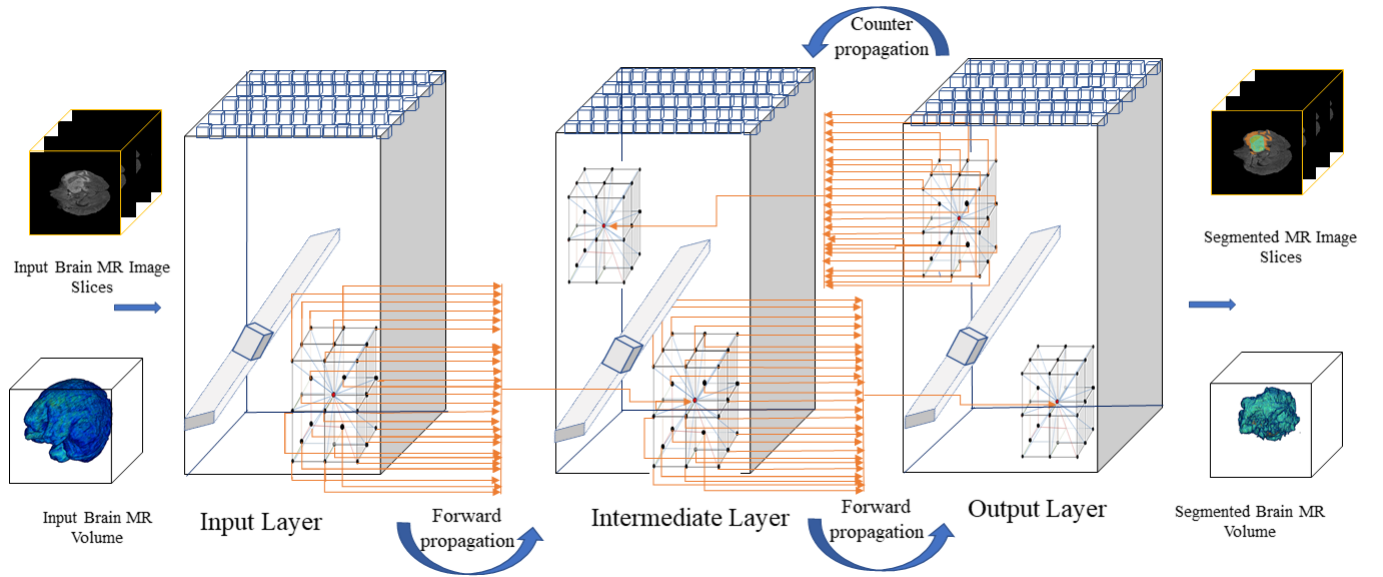 Counter
propagation
Input Brain MR Image
Slices
Segmented MR Image
Slices
Input Brain MR
Volume
Input Layer
Forward
propagation
Intermediate Layer
Forward
propagation
Output Layer
Segmented Brain MR
Volume